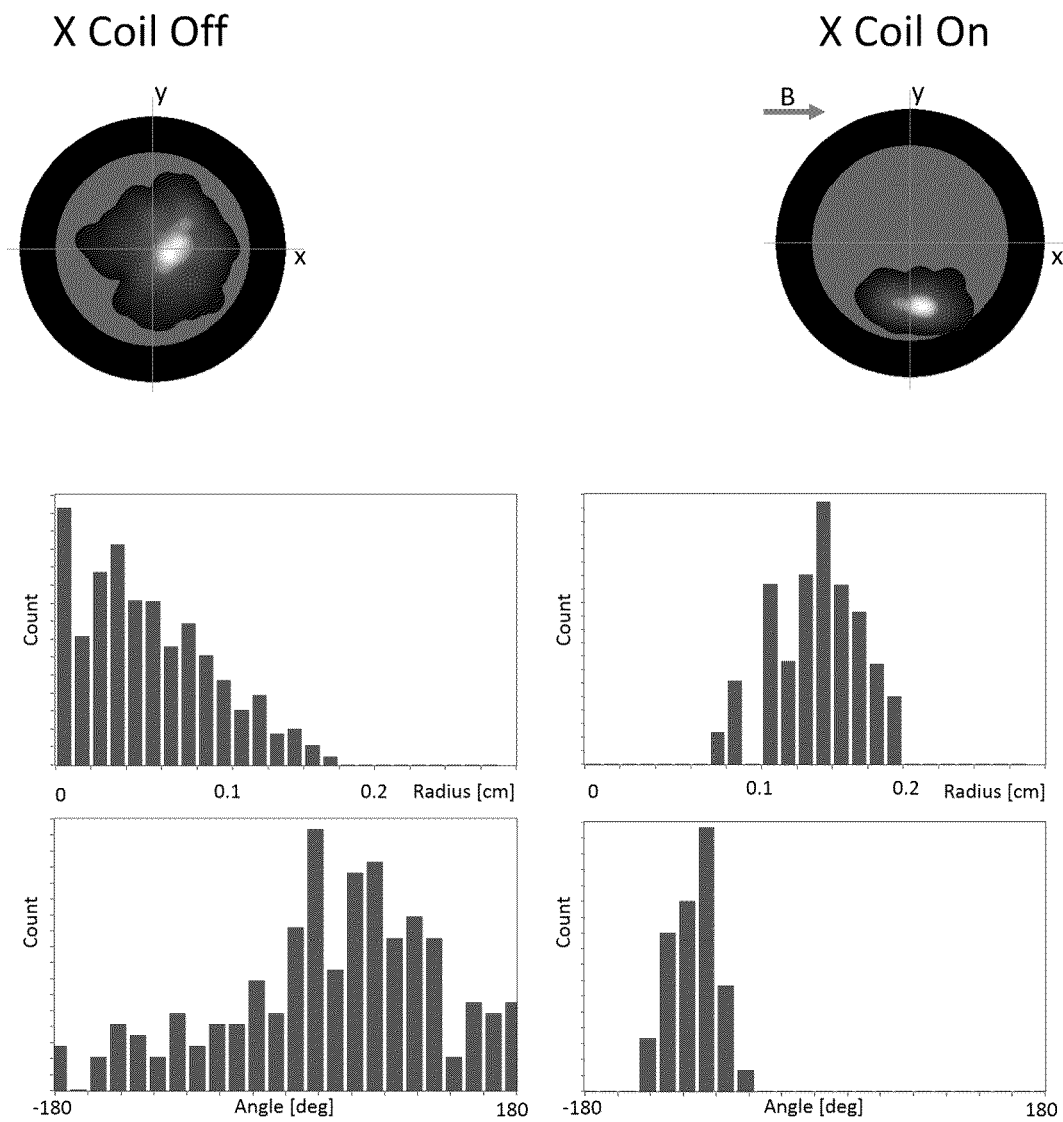 X Coil Off
X Coil On
y
x
B
y
x
Count
0
0.1
0.2
Radius [cm]
Count
0
0.1
0.2
Radius [cm]
Count
-180
Angle [deg]
180
Count
-180
Angle [deg]
180